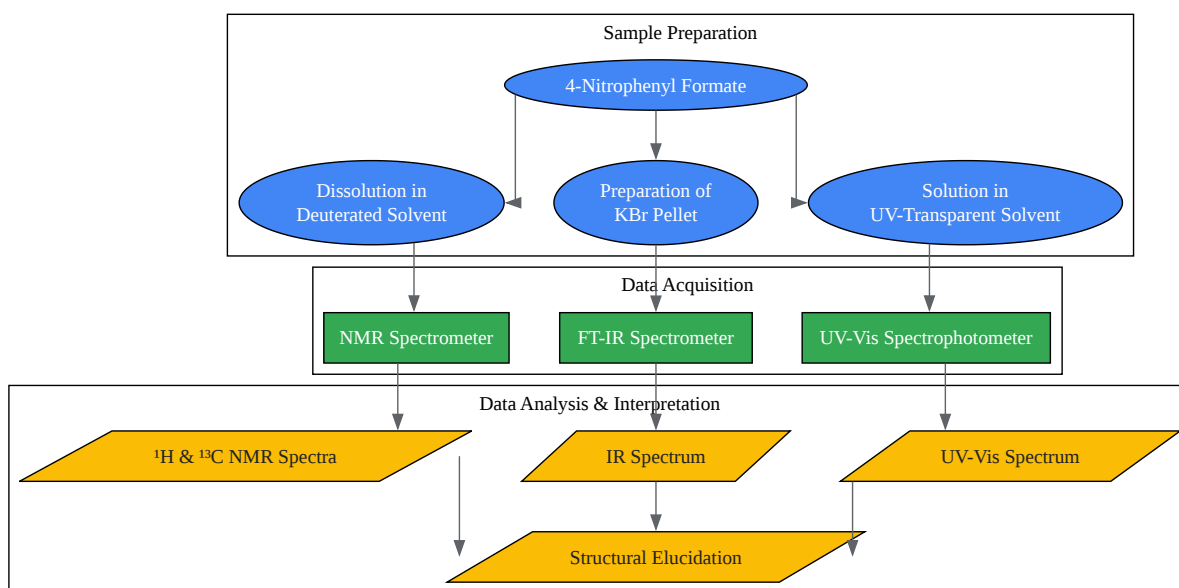 Sample Preparation
4-Nitrophenyl Formate
Dissolution in
Deuterated Solvent
Preparation of
KBr Pellet
Solution in
UV-Transparent Solvent
Data Acquisition
NMR Spectrometer
FT-IR Spectrometer
UV-Vis Spectrophotometer
Data Analysis & Interpretation
¹H & ¹³C NMR Spectra
IR Spectrum
UV-Vis Spectrum
Structural Elucidation